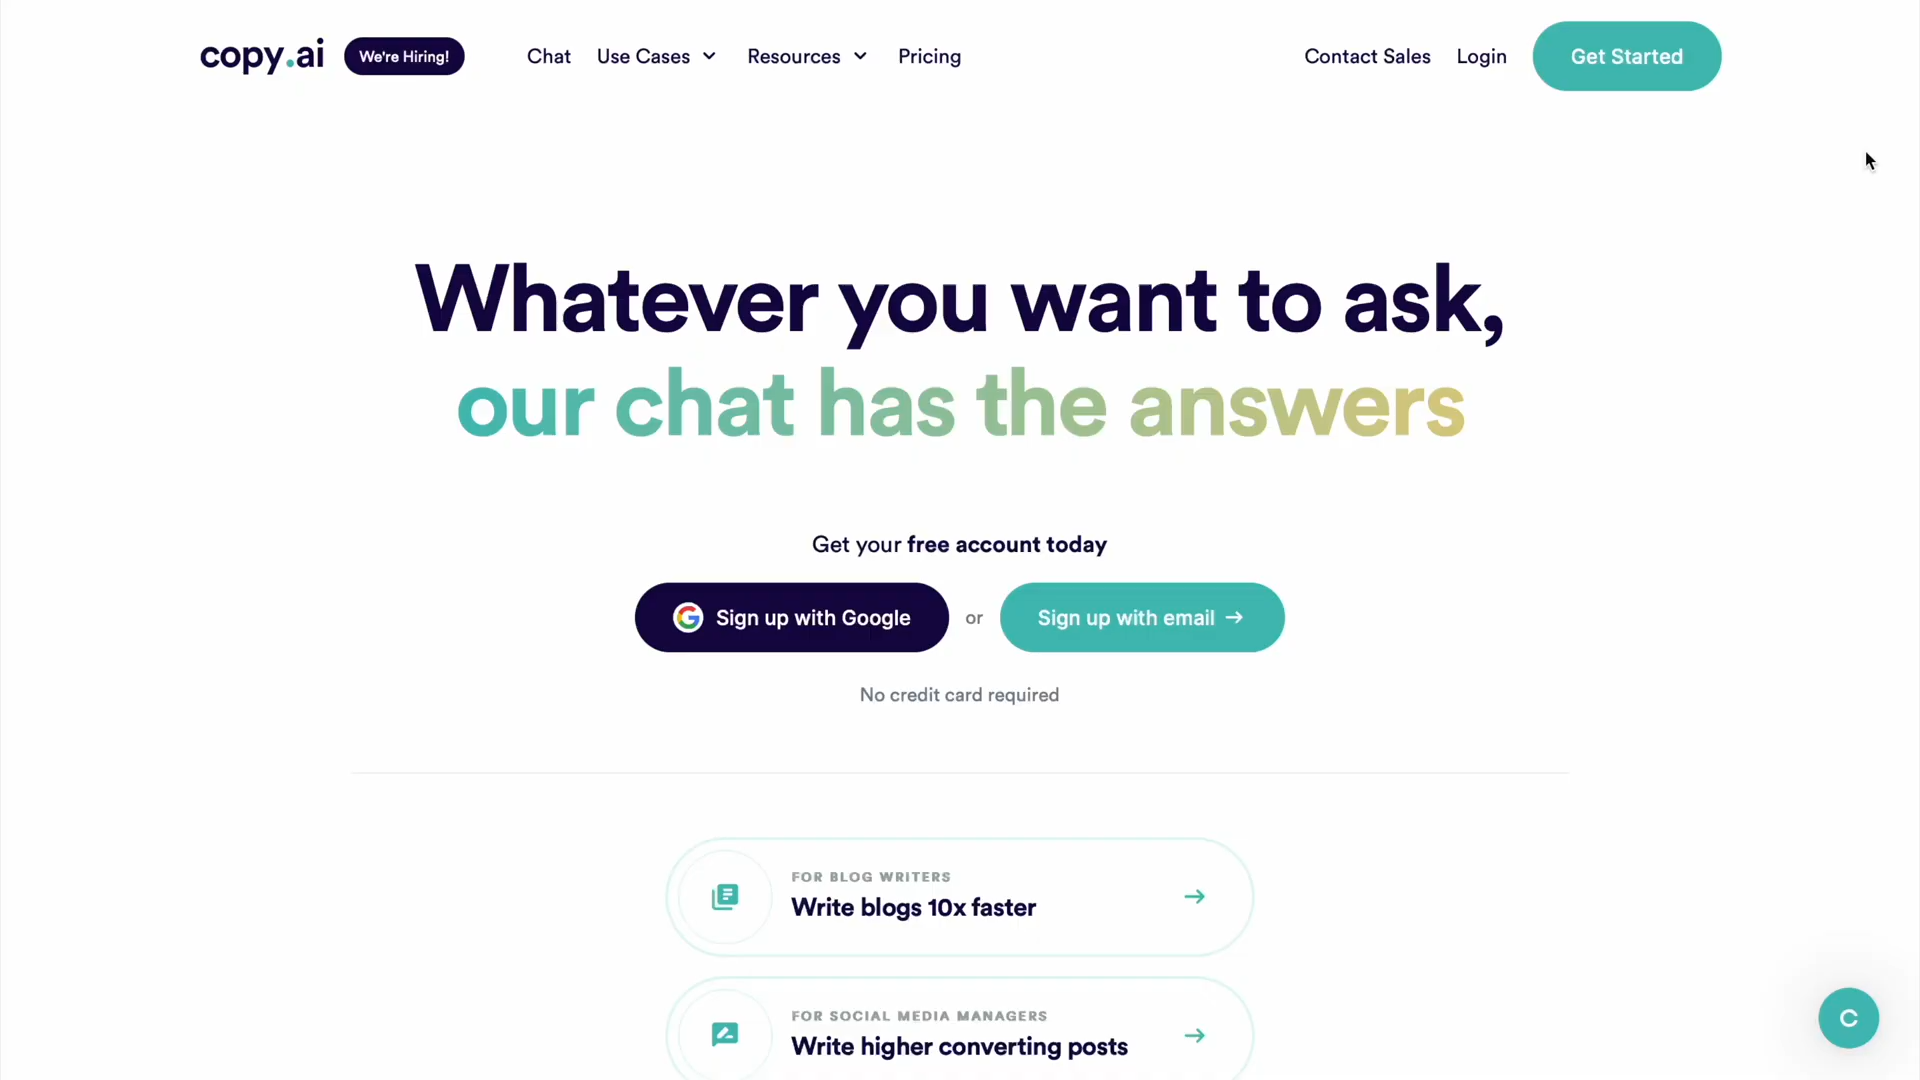 copy.ai
We're Hiring!
Chat
Use Cases
Resources
Pricing
Contact Sales
Login
Get Started
Whatever you want to ask,
our chat has the answers
Get your free account today
Sign up with Google
or
Sign up with email →
No credit card required
FOR BLOG WRITERS
Write blogs 10x faster
FOR SOCIAL MEDIA MANAGERS
Write higher converting posts
C